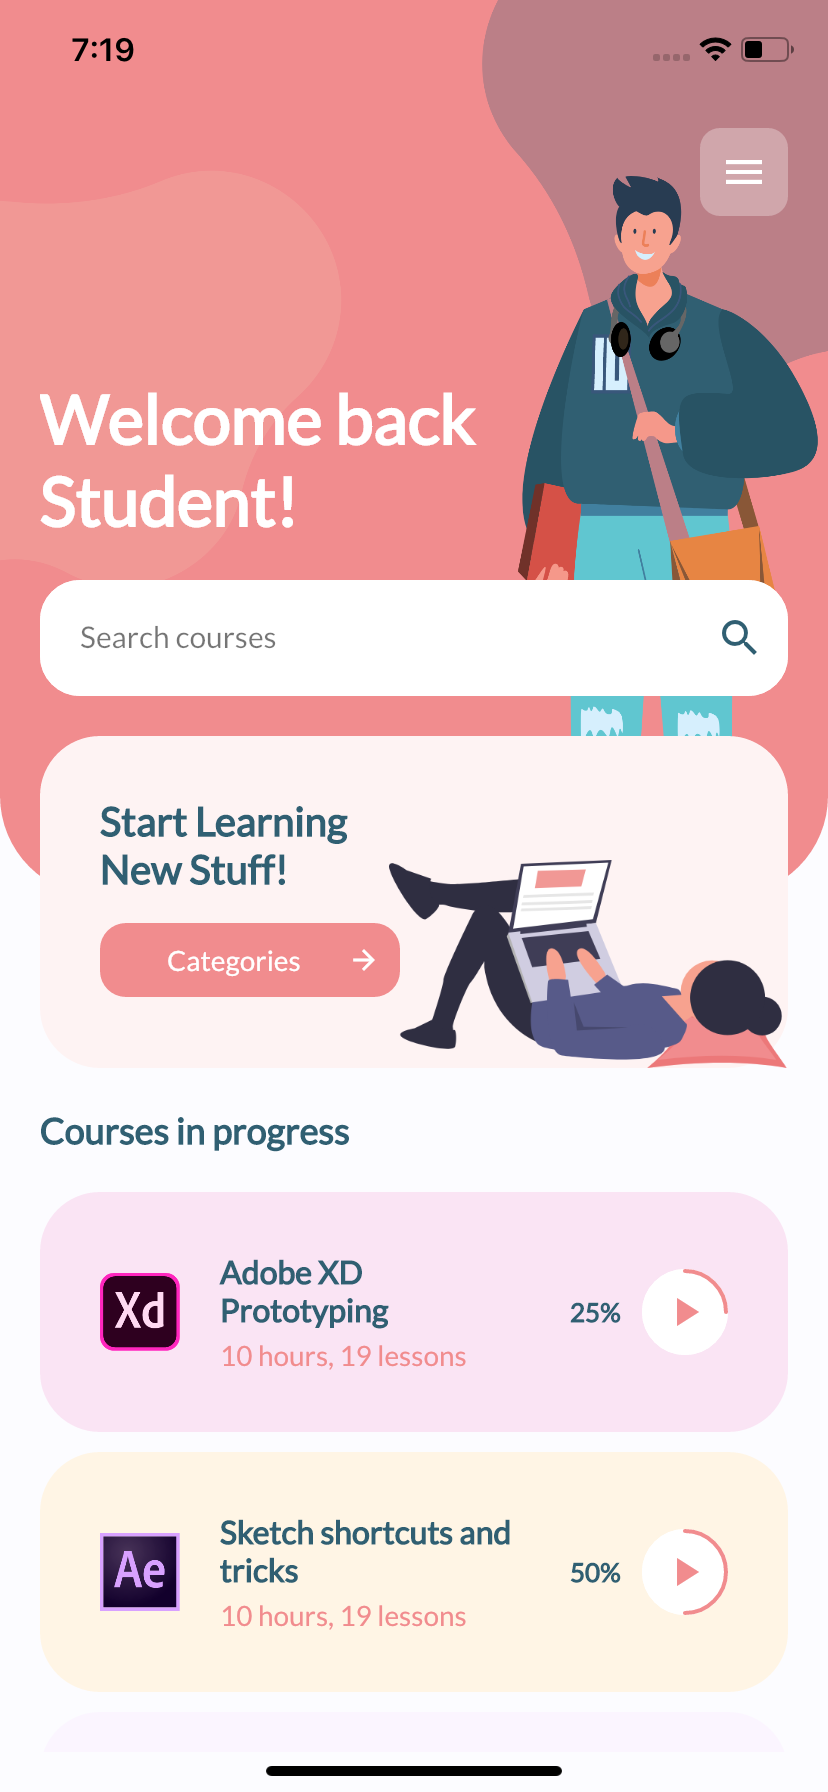 7:19
Welcome back
Student!
Search courses
Start Learning
New Stuff!
Categories
Courses in progress
Xd
Adobe XD
Prototyping
10 hours, 19 lessons
25%
Ae
Sketch shortcuts and
tricks
10 hours, 19 lessons
50%